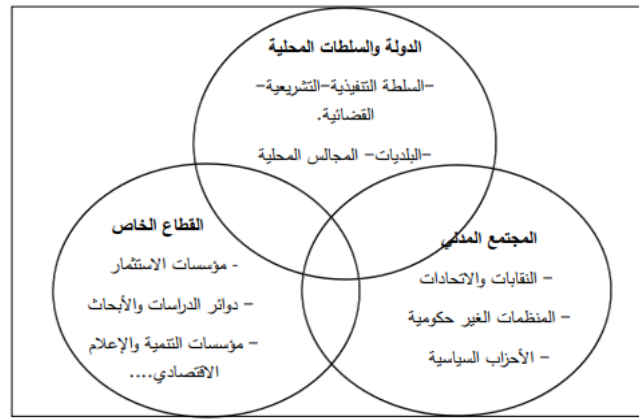 الدولة والسلطات المحلية
–السلطة التنفيذية–التشريعية–
القضائية.
–البلديات– المجالس المحلية
القطاع الخاص
- مؤسسات الاستثمار
– دوائر الدراسات والأبحاث
– مؤسسات التنمية والإعلام
الاقتصادي....
المجتمع المدني
– النقابات والاتحادات
– المنظمات الغير حكومية
– الأحزاب السياسية